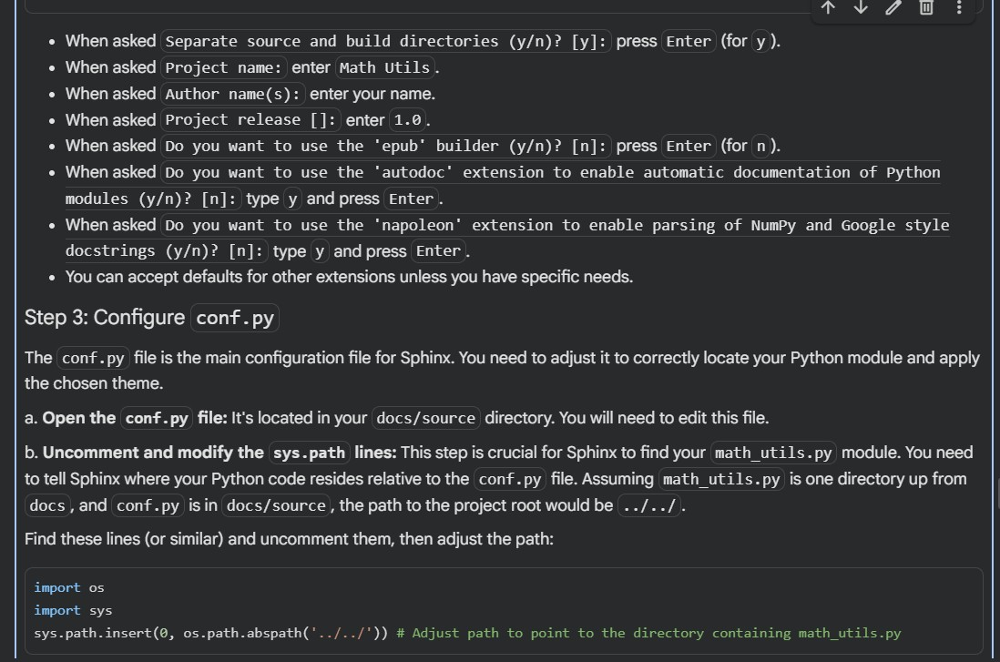 When asked Separate source and build directories (y/n)? [y]: press Enter (for y).
When asked Project name: enter Math Utils.
When asked Author name(s): enter your name.
When asked Project release []: enter 1.0.
When asked Do you want to use the 'epub' builder (y/n)? [n]: press Enter (for n).
When asked Do you want to use the 'autodoc' extension to enable automatic documentation of Python
modules (y/n)? [n]: type y and press Enter.
When asked Do you want to use the 'napoleon' extension to enable parsing of NumPy and Google style
docstrings (y/n)? [n]: type y and press Enter.
You can accept defaults for other extensions unless you have specific needs.
Step 3: Configure conf.py
The conf.py file is the main configuration file for Sphinx. You need to adjust it to correctly locate your Python module and apply
the chosen theme.
a. Open the conf.py file: It's located in your docs/source directory. You will need to edit this file.
b. Uncomment and modify the sys.path lines: This step is crucial for Sphinx to find your math_utils.py module. You need
to tell Sphinx where your Python code resides relative to the conf.py file. Assuming math_utils.py is one directory up from
docs, and conf.py is in docs/source, the path to the project root would be ../../.
Find these lines (or similar) and uncomment them, then adjust the path:
import os
import sys
sys.path.insert(0, os.path.abspath('../../')) # Adjust path to point to the directory containing math_utils.py